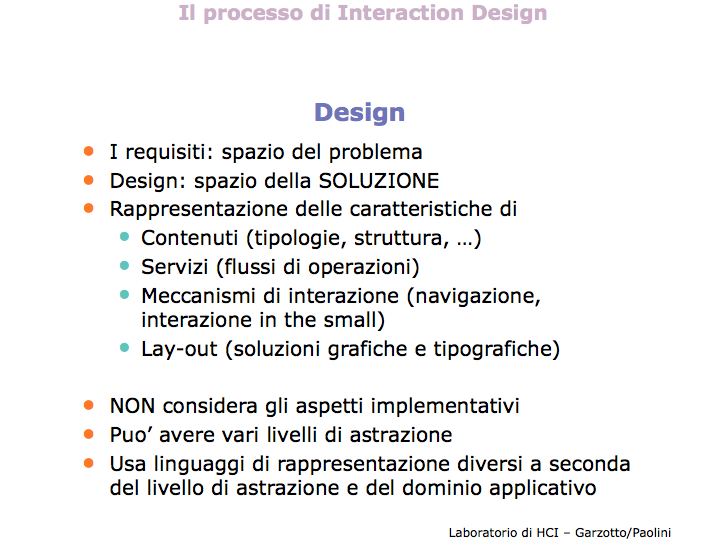 Il processo di Interaction Design
Design
I requisiti: spazio del problema
Design: spazio della SOLUZIONE
Rappresentazione delle caratteristiche di
Contenuti (tipologie, struttura, …)
Servizi (flussi di operazioni)
Meccanismi di interazione (navigazione,
interazione in the small)
Lay-out (soluzioni grafiche e tipografiche)
NON considera gli aspetti implementativi
Puo’ avere vari livelli di astrazione
Usa linguaggi di rappresentazione diversi a seconda
del livello di astrazione e del dominio applicativo
Laboratorio di HCI – Garzotto/Paolini